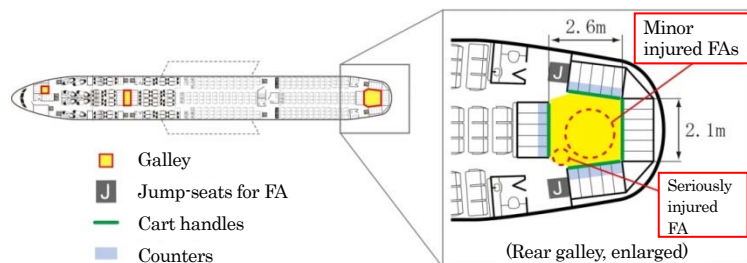 Galley
J
Jump-seats for FA
Cart handles
Counters
2.6m
Minor
injured FAs
J
2.1m
J
Seriously
injured
FA
(Rear galley, enlarged)